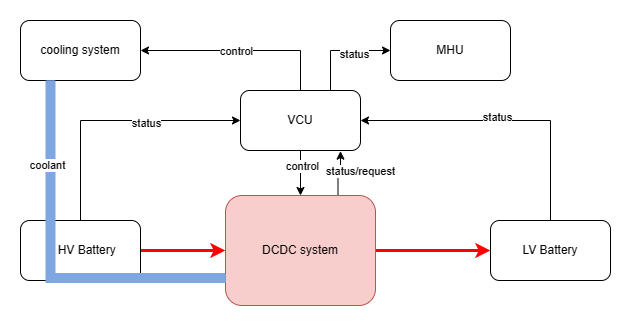 cooling system
control
status
MHU
VCU
status
status
coolant
control
status/request
HV Battery
DCDC system
LV Battery